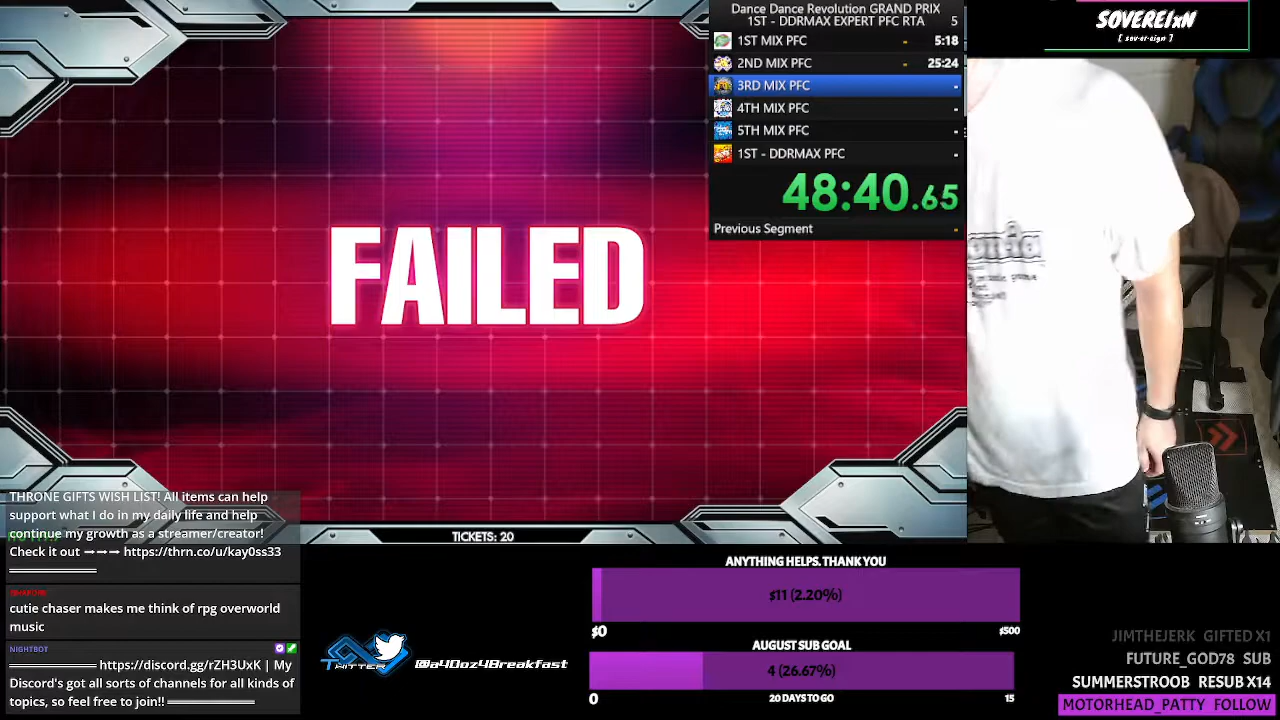 Dance Dance Revolution GRAND PRIX
1ST - DDRMAX EXPERT PFC RTA 5
1ST MIX PFC - 5:18
2ND MIX PFC - 25:24
3RD MIX PFC -
4TH MIX PFC -
5TH MIX PFC -
1ST - DDRMAX PFC -
48:40.65
Previous Segment -
SOVEREIxN
[ sov·er·eign ]
FAILED
TICKETS: 20
THRONE GIFTS WISH LIST! All items can help
support what I do in my daily life and help
continue my growth as a streamer/creator!
Check it out ➝➝➝ https://thrn.co/u/kay0ss33
cutie chaser makes me think of rpg overworld
music
NIGHTBOT
https://discord.gg/rZH3UxK | My
Discord's got all sorts of channels for all kinds of
topics, so feel free to join!!
TWITTER
@a40oz4Breakfast
ANYTHING HELPS. THANK YOU
$11 (2.20%)
$0 $500
AUGUST SUB GOAL
4 (26.67%)
0 20 DAYS TO GO 15
JIMTHEJERK GIFTED X1
FUTURE_GOD78 SUB
SUMMERSTROOB RESUB X14
MOTORHEAD_PATTY FOLLOW